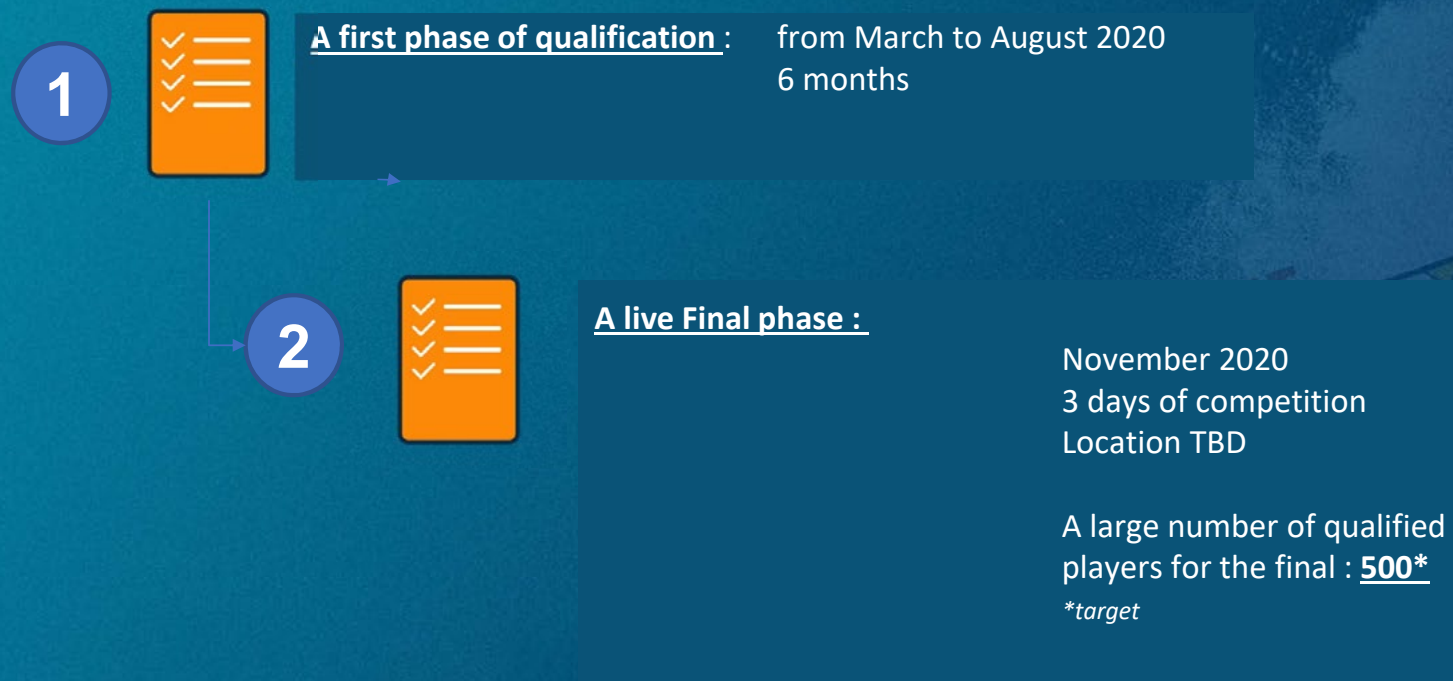 1
A first phase of qualification : from March to August 2020
6 months
2
A live Final phase :
November 2020
3 days of competition
Location TBD
A large number of qualified
players for the final : 500*
*target